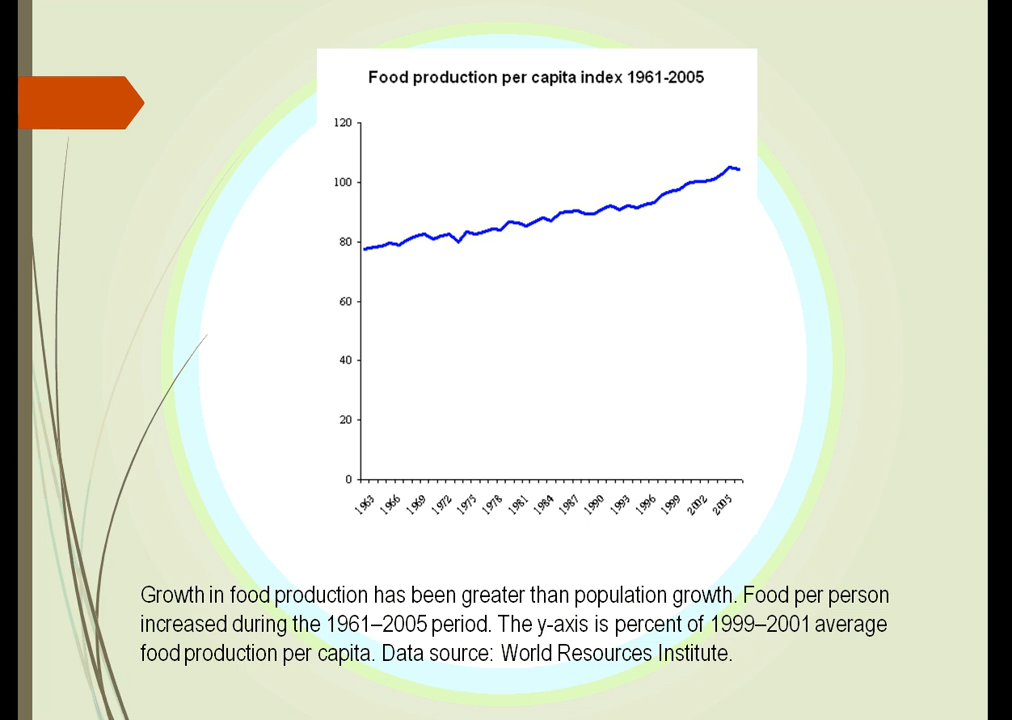 Food production per capita index 1961-2005
120
100
80
60
40
20
0
1963 1966 1969 1972 1975 1978 1981 1984 1987 1990 1993 1996 1999 2002 2005
Growth in food production has been greater than population growth. Food per person
increased during the 1961–2005 period. The y-axis is percent of 1999–2001 average
food production per capita. Data source: World Resources Institute.